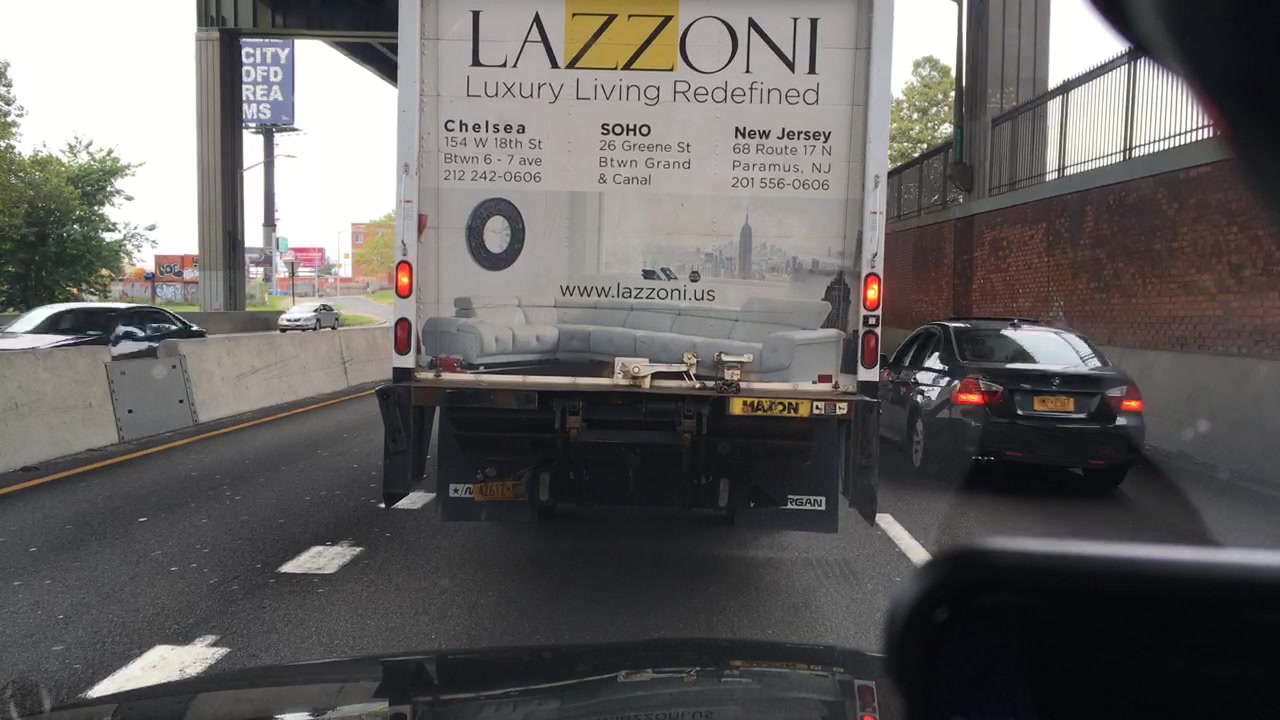 CITY
OFD
REA
MS
LAZZONI
Luxury Living Redefined
Chelsea
154 W 18th St
Btwn 6 - 7 ave
212 242-0606
SOHO
26 Greene St
Btwn Grand
& Canal
New Jersey
68 Route 17 N
Paramus, NJ
201 556-0606
www.lazzoni.us
MAXON
RGAN